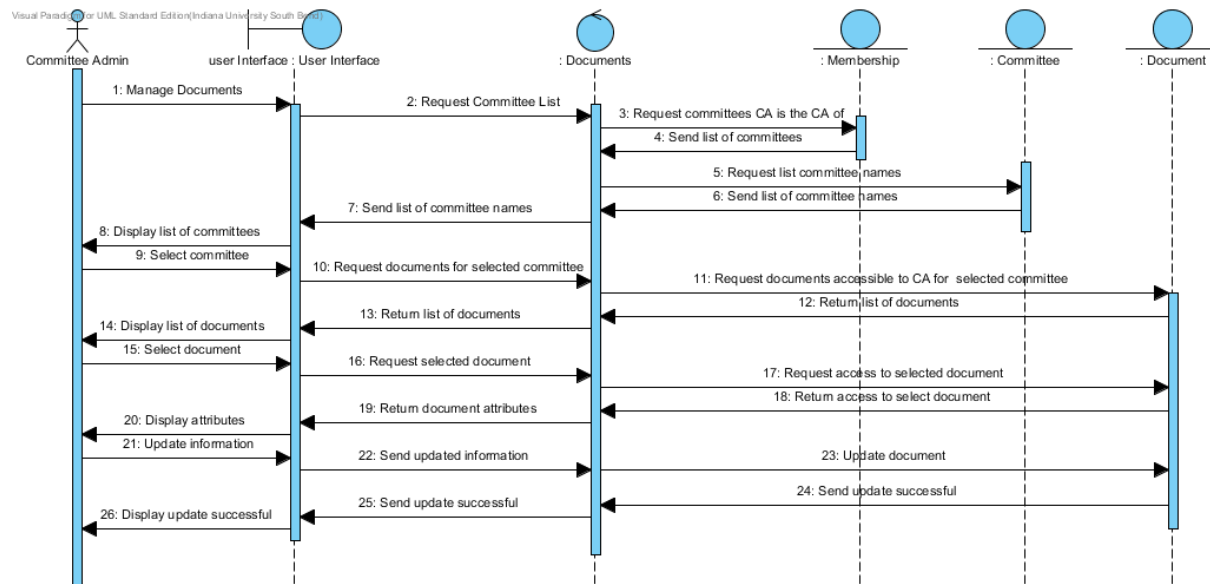 Visual Paradigm for UML Standard Edition(Indiana University South Bend)
Committee Admin
user Interface : User Interface
: Documents
: Membership
: Committee
: Document
1: Manage Documents
2: Request Committee List
3: Request committees CA is the CA of
4: Send list of committees
5: Request list committee names
6: Send list of committee names
7: Send list of committee names
8: Display list of committees
9: Select committee
10: Request documents for selected committee
11: Request documents accessible to CA for selected committee
12: Return list of documents
13: Return list of documents
14: Display list of documents
15: Select document
16: Request selected document
17: Request access to selected document
18: Return access to select document
19: Return document attributes
20: Display attributes
21: Update information
22: Send updated information
23: Update document
24: Send update successful
25: Send update successful
26: Display update successful